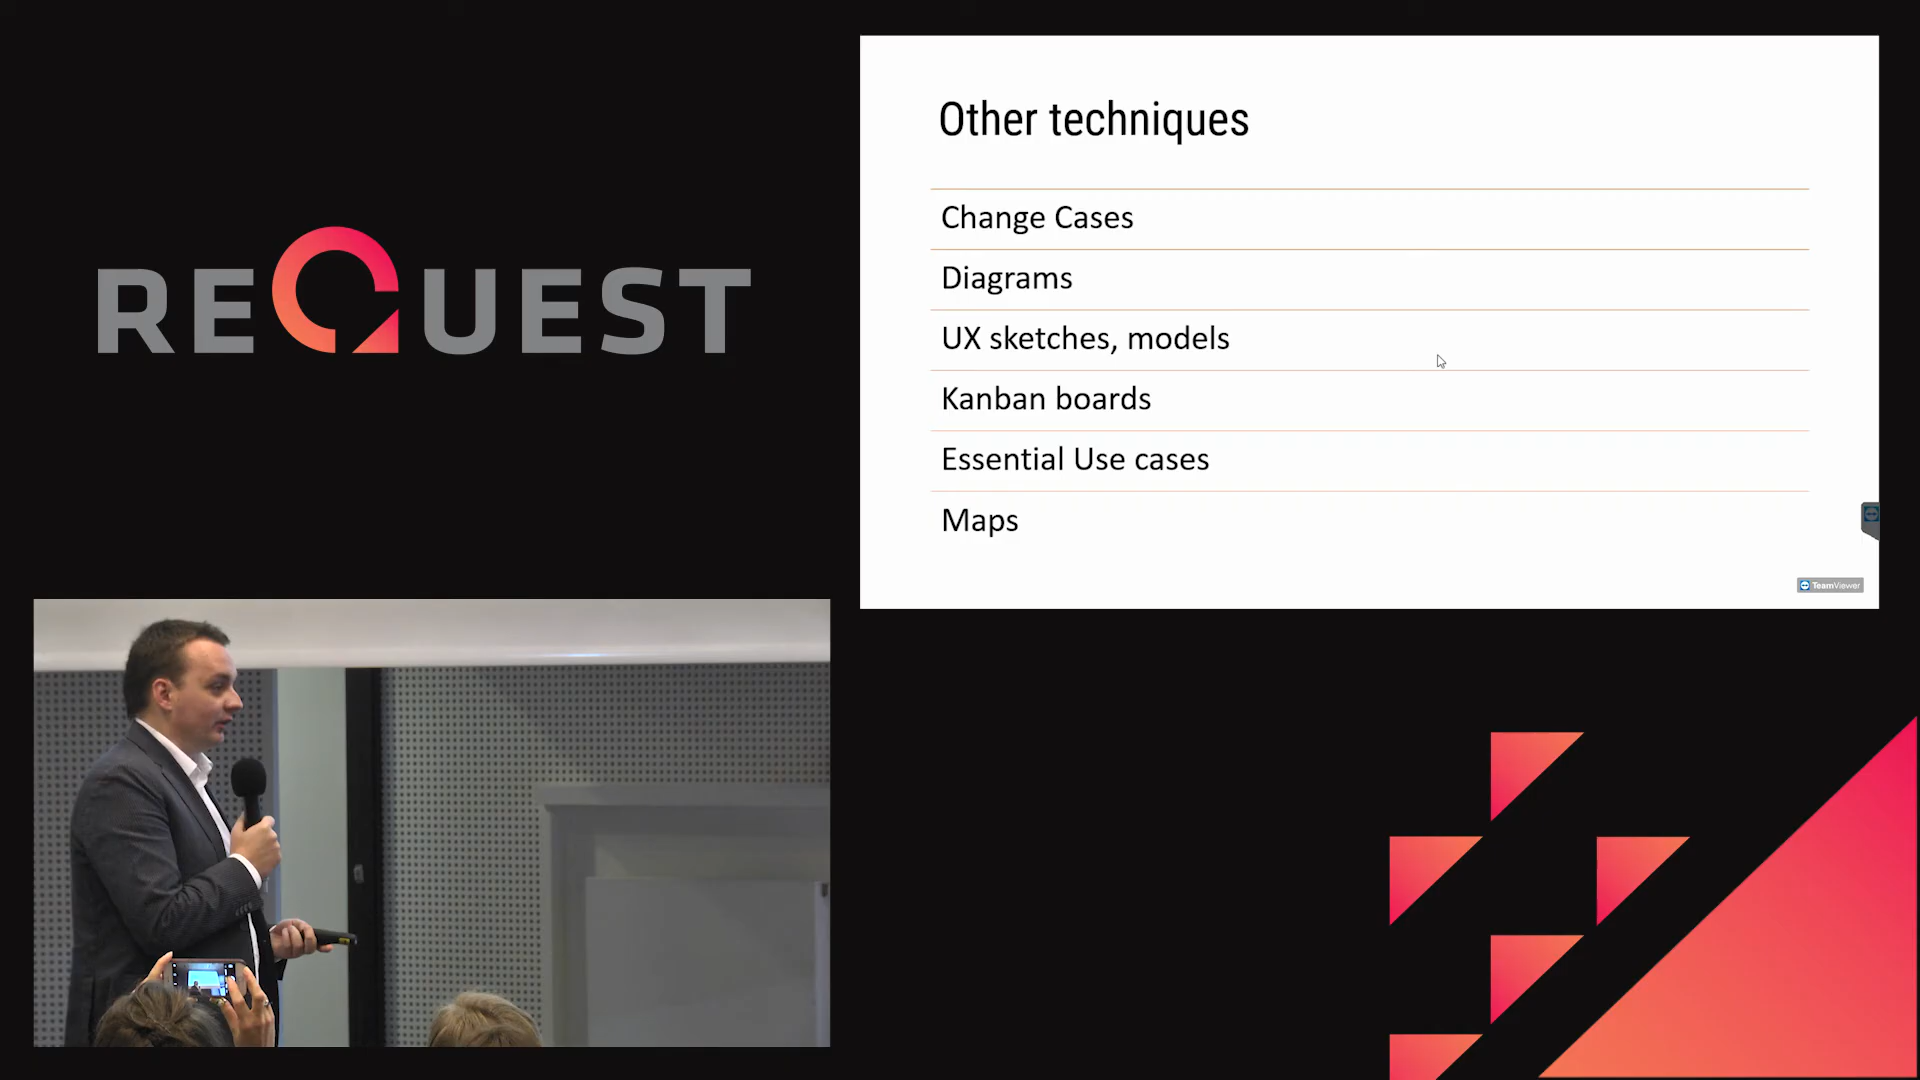 REQUEST
Other techniques
Change Cases
Diagrams
UX sketches, models
Kanban boards
Essential Use cases
Maps
TeamViewer